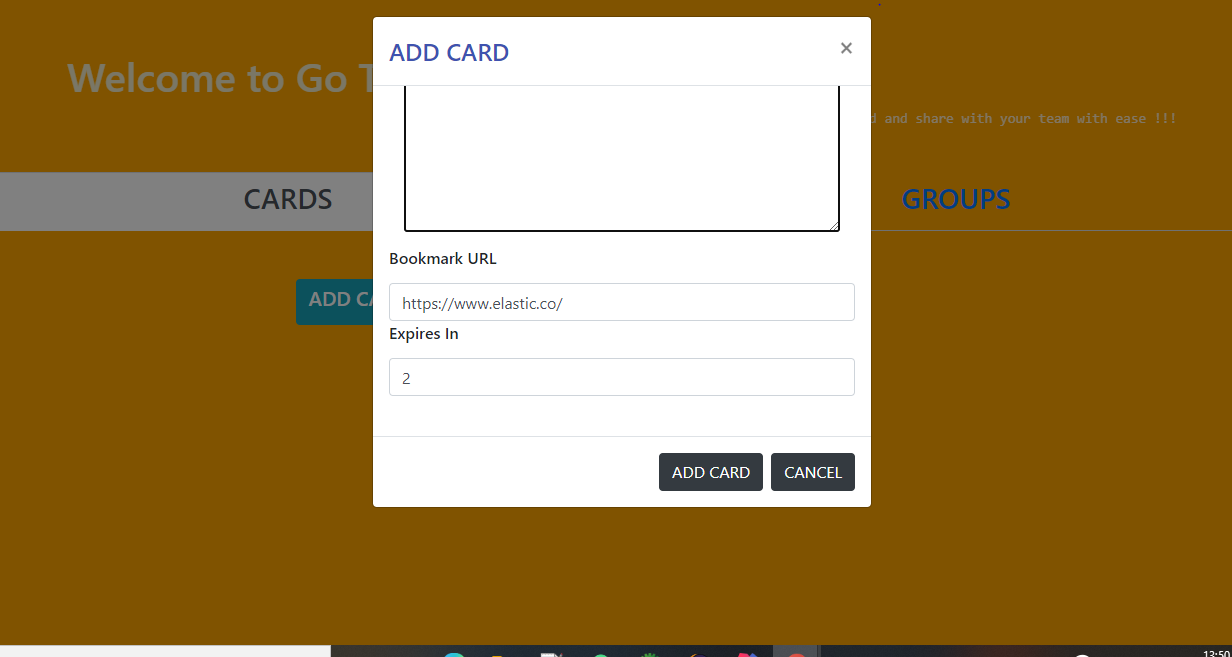 ADD CARD
×
Welcome to Go
and share with your team with ease !!!
CARDS
GROUPS
Bookmark URL
https://www.elastic.co/
ADD
Expires In
2
ADD CARD
CANCEL
13:50